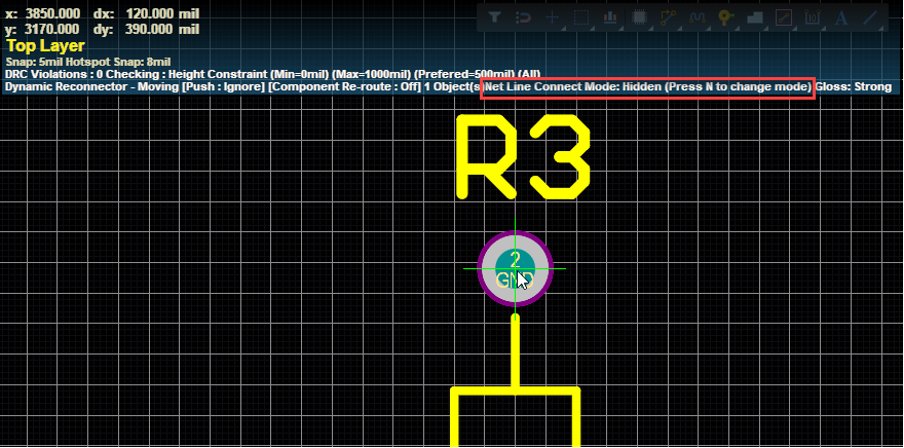 x: 3850.000 dx: 120.000 mil
y: 3170.000 dy: 390.000 mil
Top Layer
Snap: 5mil Hotspot Snap: 8mil
DRC Violations : 0 Checking : Height Constraint (Min=0mil) (Max=1000mil) (Prefered=500mil) (All)
Dynamic Reconnector - Moving [Push : Ignore] [Component Re-route : Off] 1 Object(s) Net Line Connect Mode: Hidden (Press N to change mode) Gloss: Strong
R3
2
GND